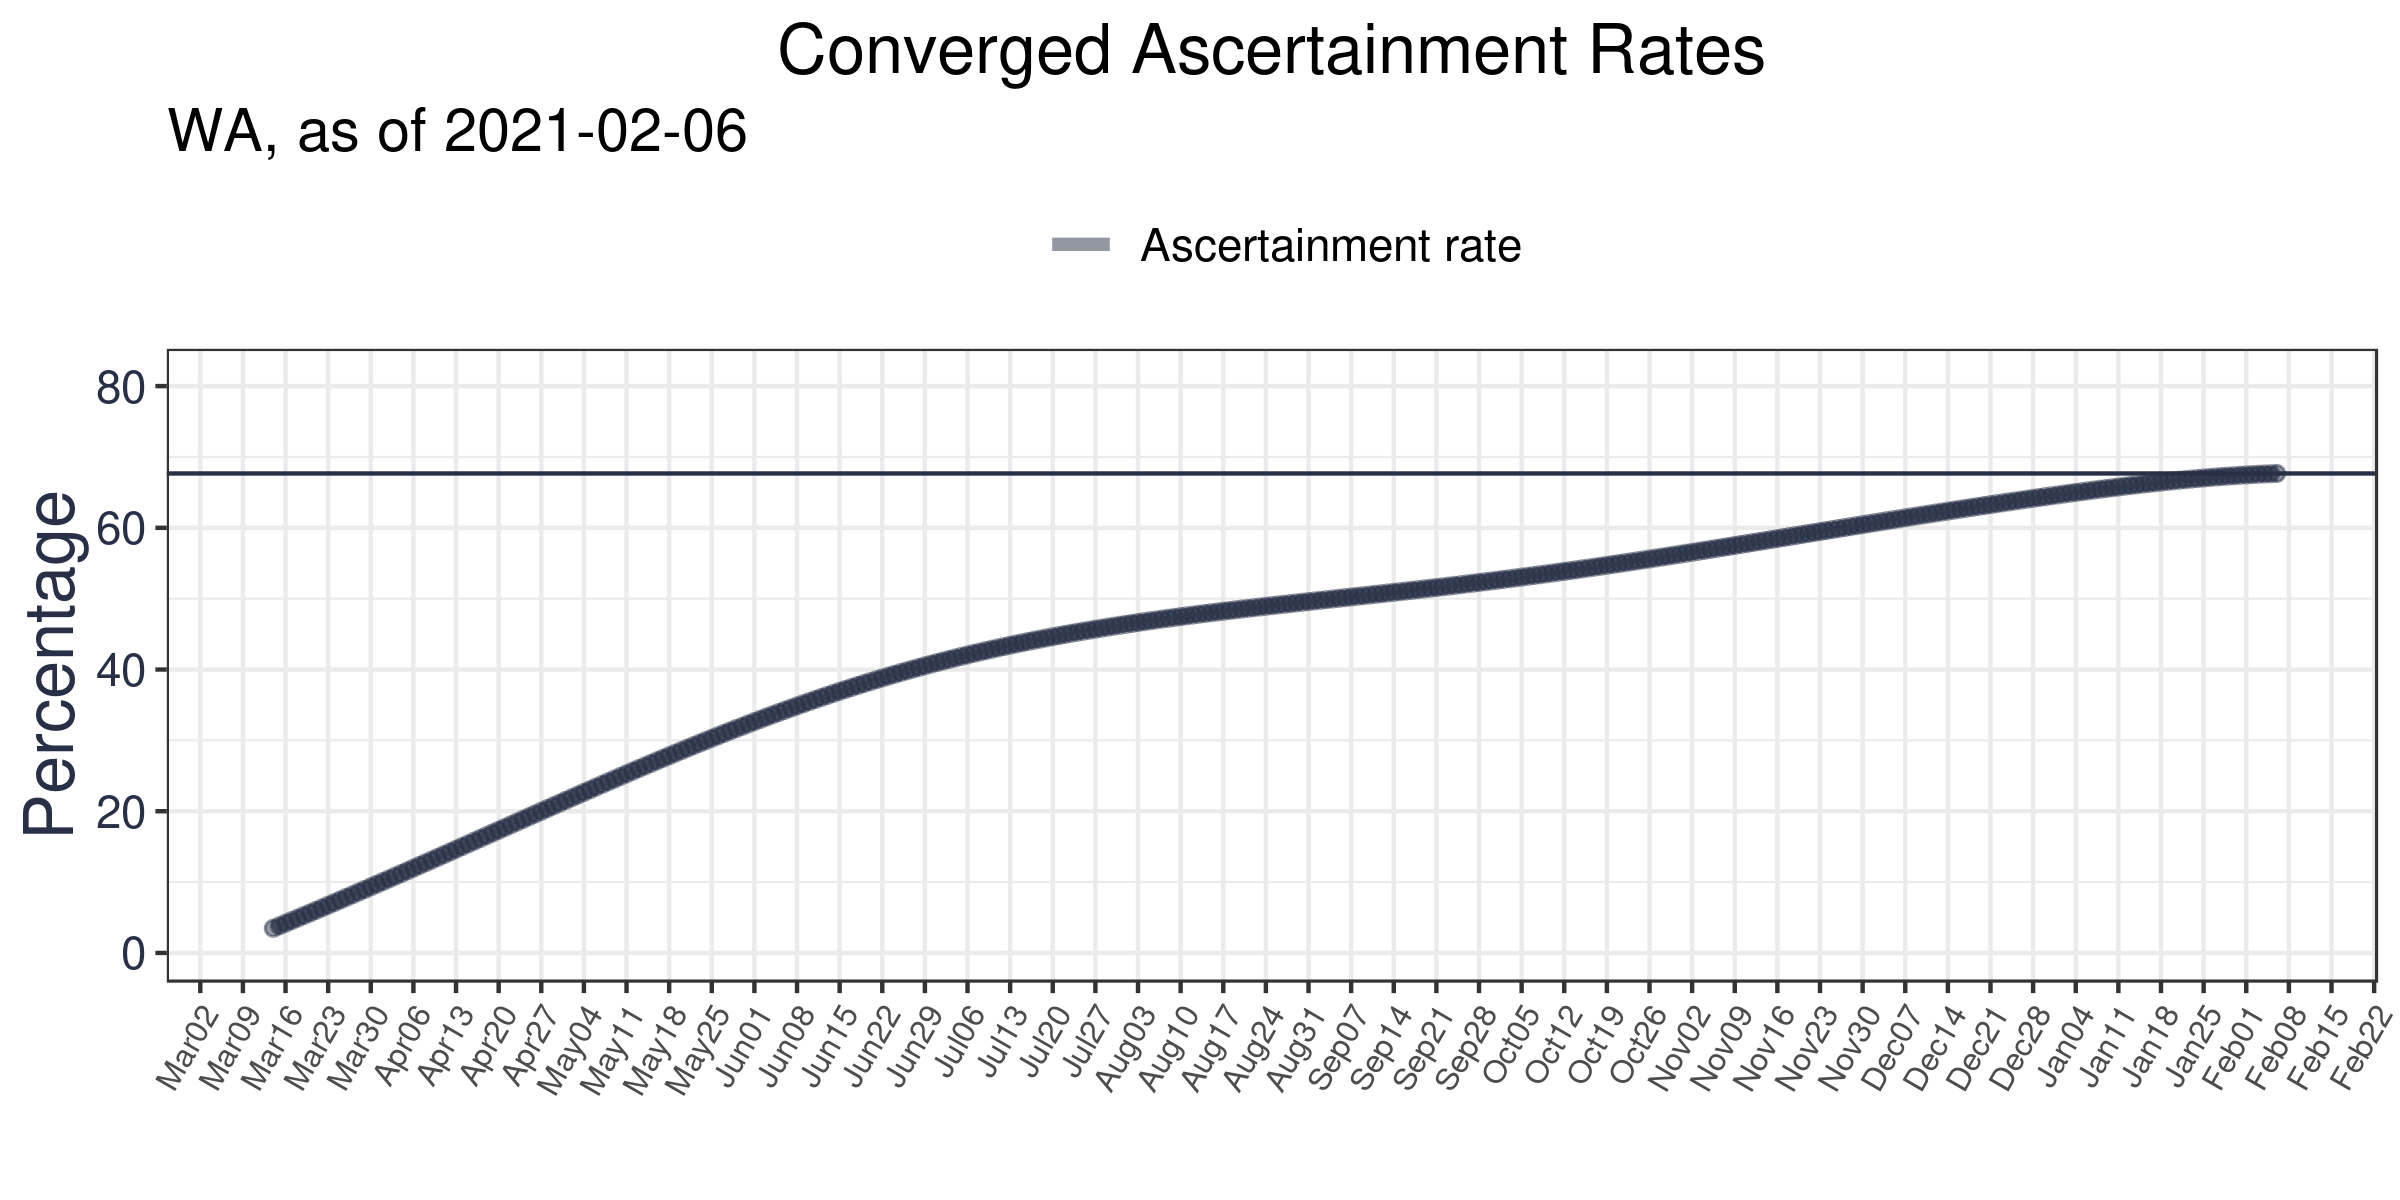 Converged Ascertainment Rates
WA, as of 2021-02-06
Ascertainment rate
Percentage
80
60
40
20
0
Mar02
Mar09
Mar16
Mar23
Mar30
Apr06
Apr13
Apr20
Apr27
May04
May11
May18
May25
Jun01
Jun08
Jun15
Jun22
Jun29
Jul06
Jul13
Jul20
Jul27
Aug03
Aug10
Aug17
Aug24
Aug31
Sep07
Sep14
Sep21
Sep28
Oct05
Oct12
Oct19
Oct26
Nov02
Nov09
Nov16
Nov23
Nov30
Dec07
Dec14
Dec21
Dec28
Jan04
Jan11
Jan18
Jan25
Feb01
Feb08
Feb15
Feb22